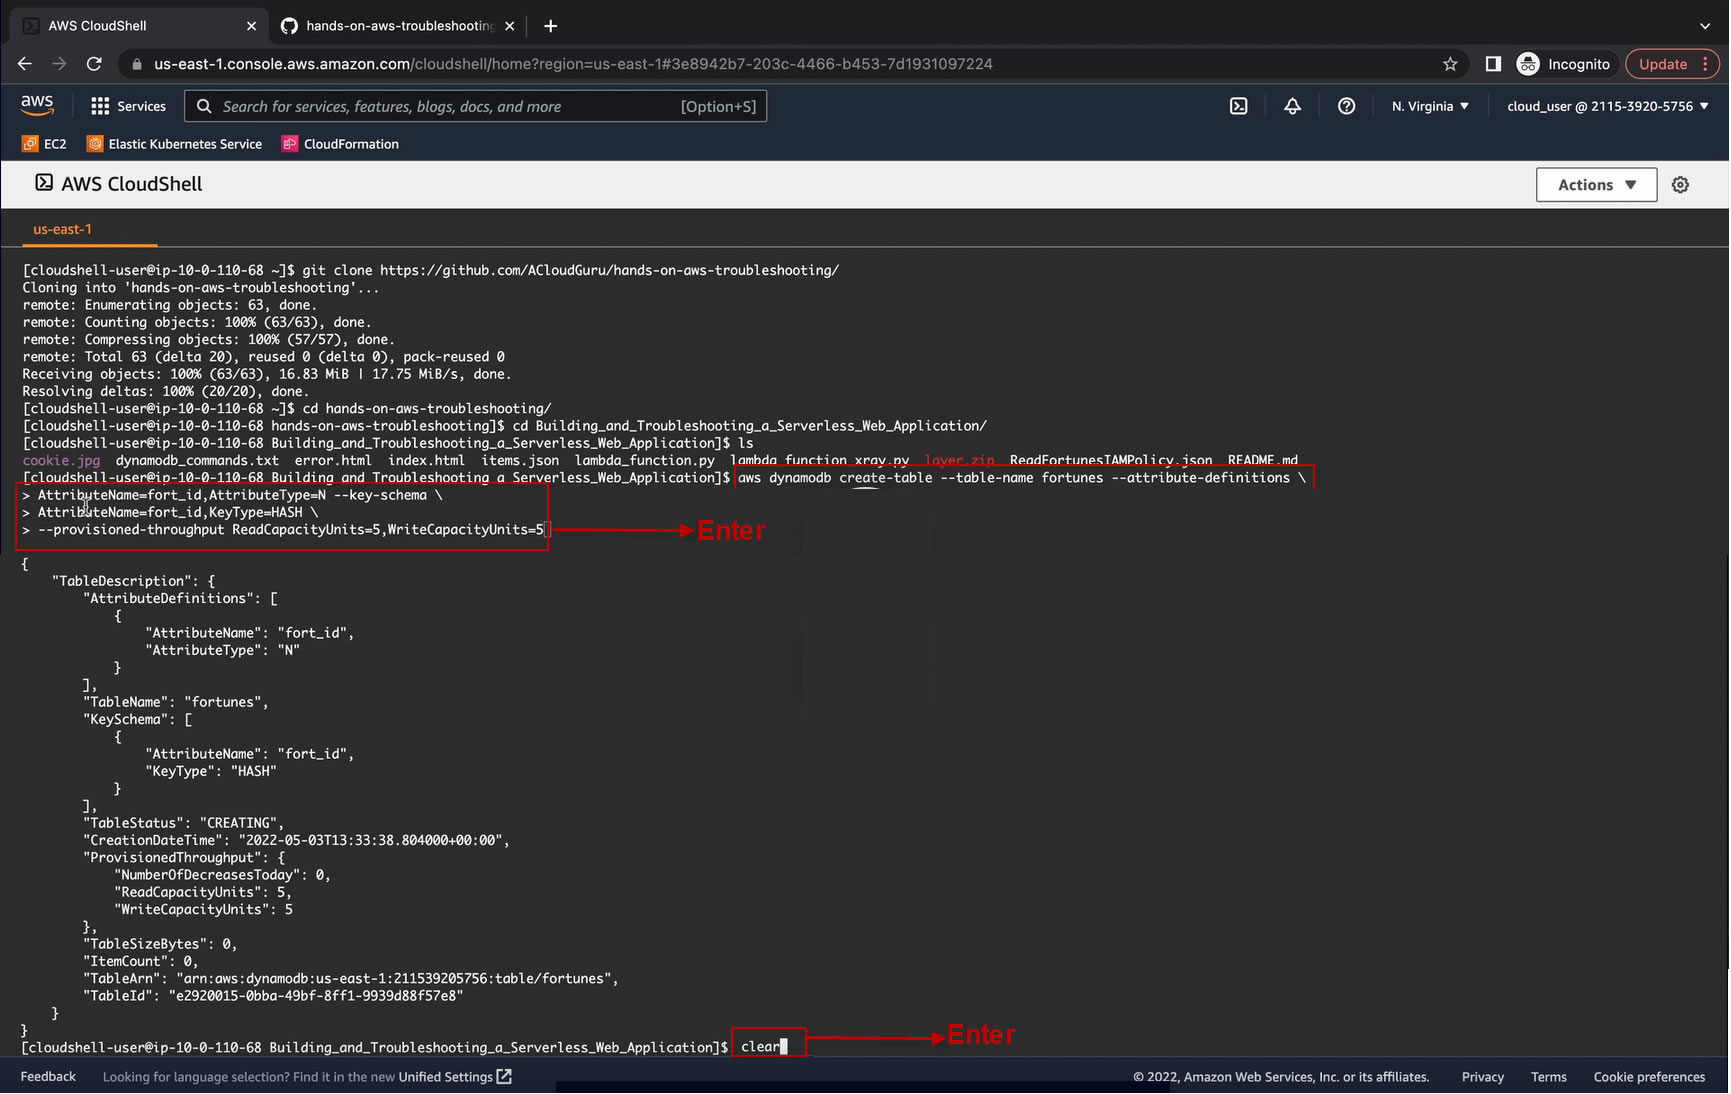 AWS CloudShell
hands-on-aws-troubleshooting
us-east-1.console.aws.amazon.com/cloudshell/home?region=us-east-1#3e8942b7-203c-4466-b453-7d1931097224
Incognito
Update
aws
Services
Search for services, features, blogs, docs, and more
[Option+S]
N. Virginia
cloud_user @ 2115-3920-5756
EC2
Elastic Kubernetes Service
CloudFormation
AWS CloudShell
Actions
us-east-1
[cloudshell-user@ip-10-0-110-68 ~]$ git clone https://github.com/ACloudGuru/hands-on-aws-troubleshooting/
Cloning into 'hands-on-aws-troubleshooting'...
remote: Enumerating objects: 63, done.
remote: Counting objects: 100% (63/63), done.
remote: Compressing objects: 100% (57/57), done.
remote: Total 63 (delta 20), reused 0 (delta 0), pack-reused 0
Receiving objects: 100% (63/63), 16.83 MiB | 17.75 MiB/s, done.
Resolving deltas: 100% (20/20), done.
[cloudshell-user@ip-10-0-110-68 ~]$ cd hands-on-aws-troubleshooting/
[cloudshell-user@ip-10-0-110-68 hands-on-aws-troubleshooting]$ cd Building_and_Troubleshooting_a_Serverless_Web_Application/
[cloudshell-user@ip-10-0-110-68 Building_and_Troubleshooting_a_Serverless_Web_Application]$ ls
cookie.jpg  dynamodb_commands.txt  error.html  index.html  items.json  lambda_function.py  lambda_function_xray.py  layer.zip  ReadFortunesIAMPolicy.json  README.md
[cloudshell-user@ip-10-0-110-68 Building_and_Troubleshooting_a_Serverless_Web_Application]$ aws dynamodb create-table --table-name fortunes --attribute-definitions \
> AttributeName=fort_id,AttributeType=N --key-schema \
> AttributeName=fort_id,KeyType=HASH \
> --provisioned-throughput ReadCapacityUnits=5,WriteCapacityUnits=5
Enter
{
"TableDescription": {
"AttributeDefinitions": [
{
"AttributeName": "fort_id",
"AttributeType": "N"
}
],
"TableName": "fortunes",
"KeySchema": [
{
"AttributeName": "fort_id",
"KeyType": "HASH"
}
],
"TableStatus": "CREATING",
"CreationDateTime": "2022-05-03T13:33:38.804000+00:00",
"ProvisionedThroughput": {
"NumberOfDecreasesToday": 0,
"ReadCapacityUnits": 5,
"WriteCapacityUnits": 5
},
"TableSizeBytes": 0,
"ItemCount": 0,
"TableArn": "arn:aws:dynamodb:us-east-1:211539205756:table/fortunes",
"TableId": "e2920015-0bba-49bf-8ff1-9939d88f57e8"
}
}
[cloudshell-user@ip-10-0-110-68 Building_and_Troubleshooting_a_Serverless_Web_Application]$ clear
Enter
Feedback
Looking for language selection? Find it in the new Unified Settings
© 2022, Amazon Web Services, Inc. or its affiliates.
Privacy
Terms
Cookie preferences